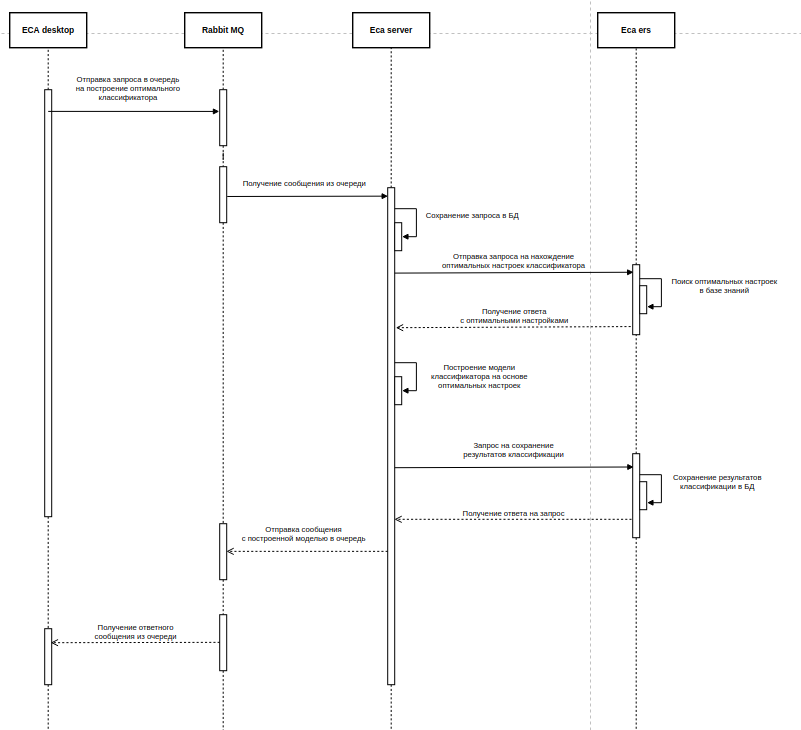 ECA desktop
Rabbit MQ
Eca server
Eca ers
Отправка запроса в очередь
на построение оптимального
классификатора
Получение сообщения из очереди
Сохранение запроса в БД
Отправка запроса на нахождение
оптимальных настроек классификатора
Поиск оптимальных настроек
в базе знаний
Получение ответа
с оптимальными настройками
Построение модели
классификатора на основе
оптимальных настроек
Запрос на сохранение
результатов классификации
Сохранение результатов
классификации в БД
Получение ответа на запрос
Отправка сообщения
с построенной моделью в очередь
Получение ответного
сообщения из очереди